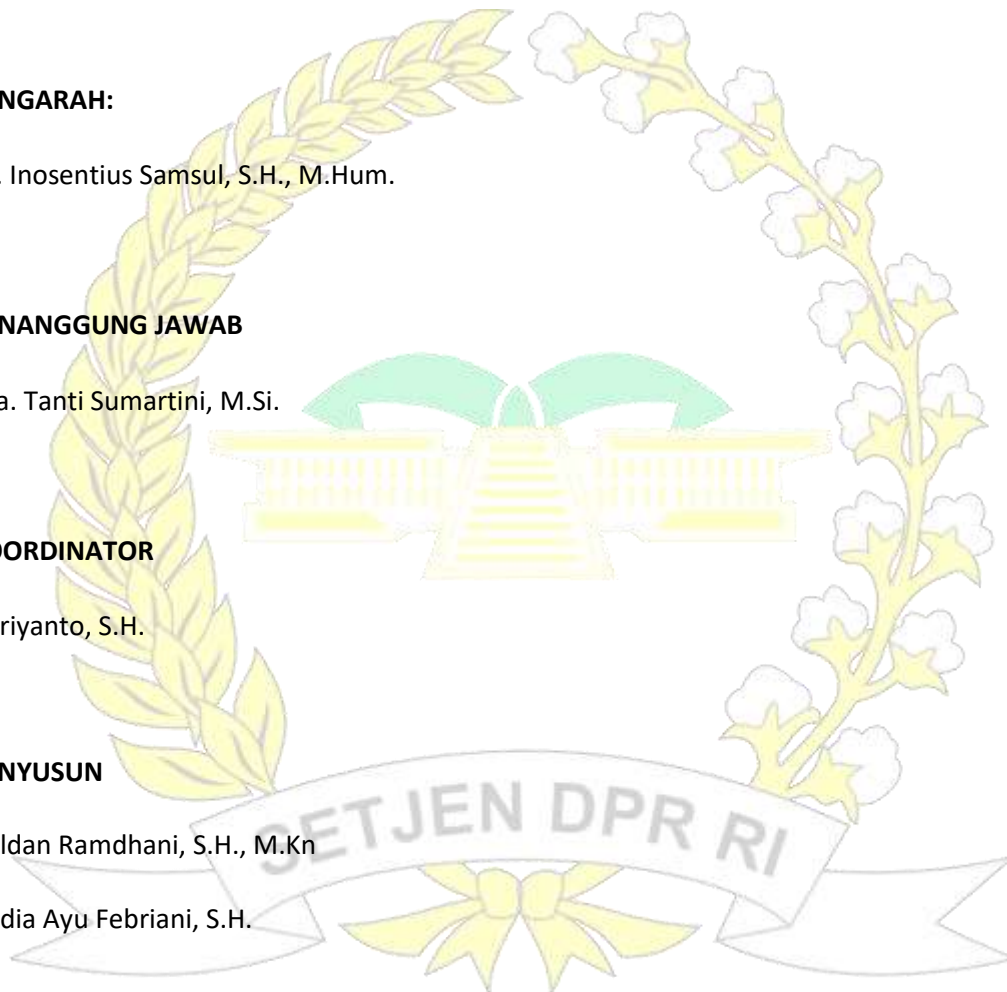 NGARAH:
. Inosentius Samsul, S.H., M.Hum.
NANGGUNG JAWAB
a. Tanti Sumartini, M.Si.
OORDINATOR
riyanto, S.H.
NYUSUN
ldan Ramdhani, S.H., M.Kn
dia Ayu Febriani, S.H.
SETJEN DPR RI